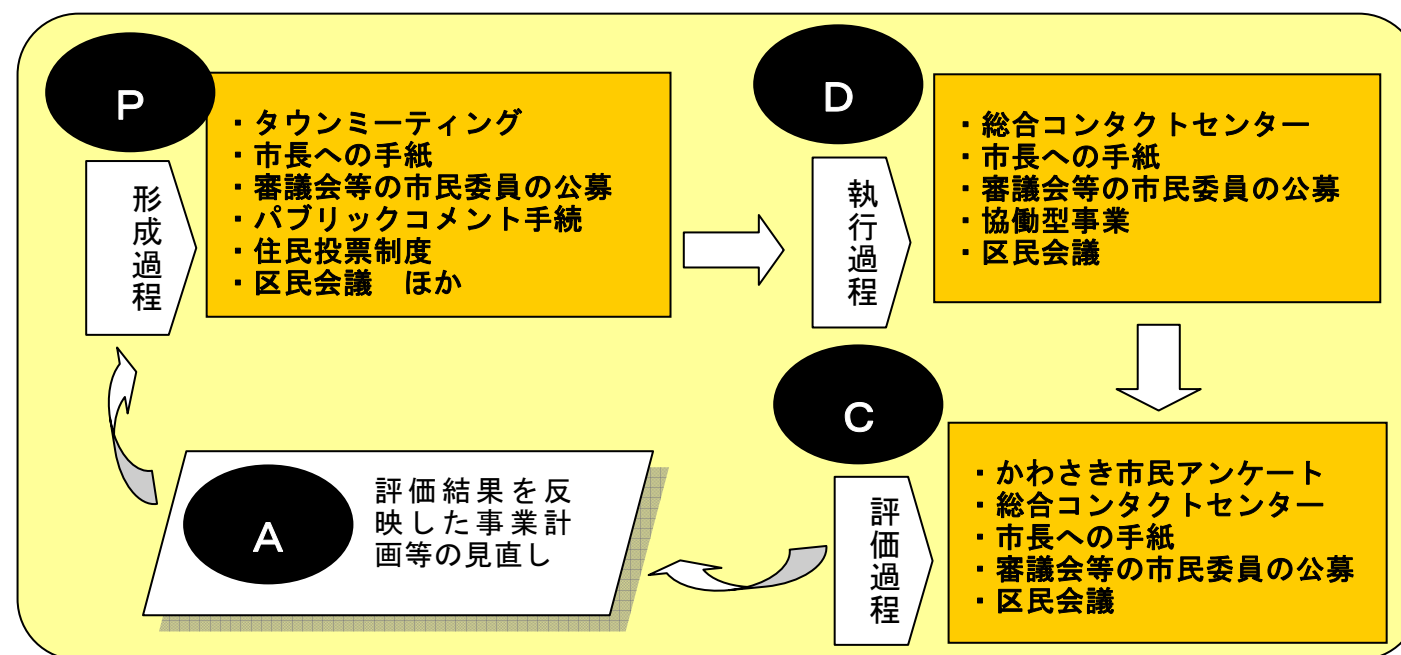 P
形成過程
・タウンミーティング
・市長への手紙
・審議会等の市民委員の公募
・パブリックコメント手続
・住民投票制度
・区民会議　ほか
D
執行過程
・総合コンタクトセンター
・市長への手紙
・審議会等の市民委員の公募
・協働型事業
・区民会議
C
評価過程
・かわさき市民アンケート
・総合コンタクトセンター
・市長への手紙
・審議会等の市民委員の公募
・区民会議
A
評価結果を反
映した事業計
画等の見直し